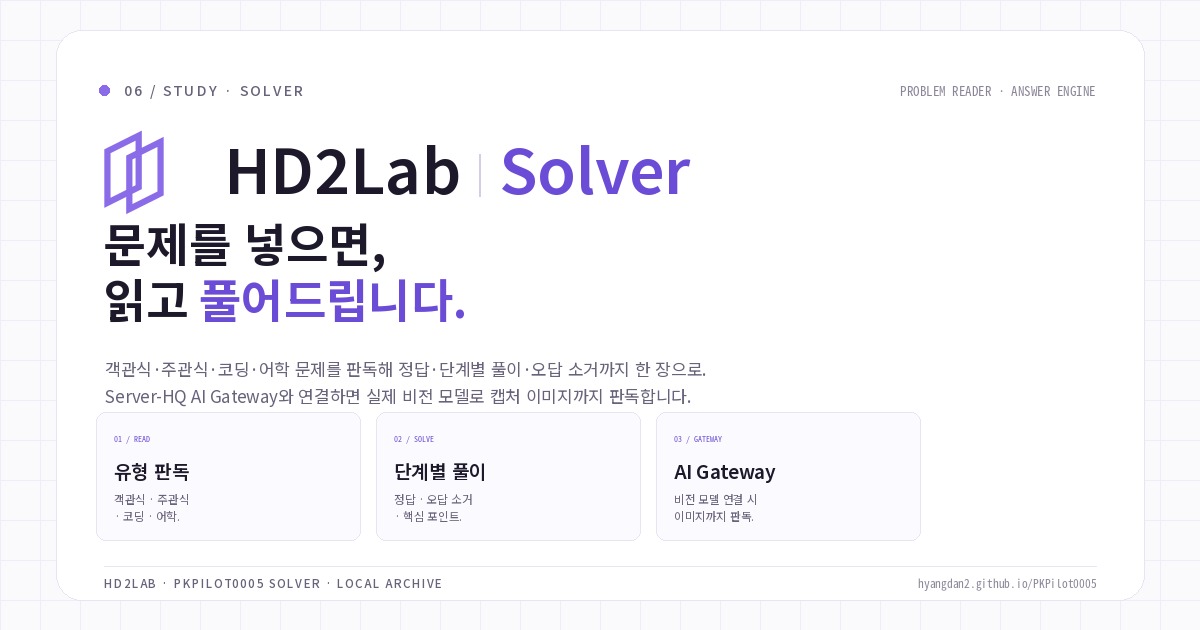 06 / STUDY · SOLVER
PROBLEM READER · ANSWER ENGINE
HD2Lab | Solver
문제를 넣으면,
읽고 풀어드립니다.
객관식·주관식·코딩·어학 문제를 판독해 정답·단계별 풀이·오답 소거까지 한 장으로.
Server-HQ AI Gateway와 연결하면 실제 비전 모델로 캡처 이미지까지 판독합니다.
01 / READ
유형 판독
객관식 · 주관식
· 코딩 · 어학.
02 / SOLVE
단계별 풀이
정답 · 오답 소거
· 핵심 포인트.
03 / GATEWAY
AI Gateway
비전 모델 연결 시
이미지까지 판독.
HD2LAB · PKPILOT0005 SOLVER · LOCAL ARCHIVE
hyangdan2.github.io/PKPilot0005